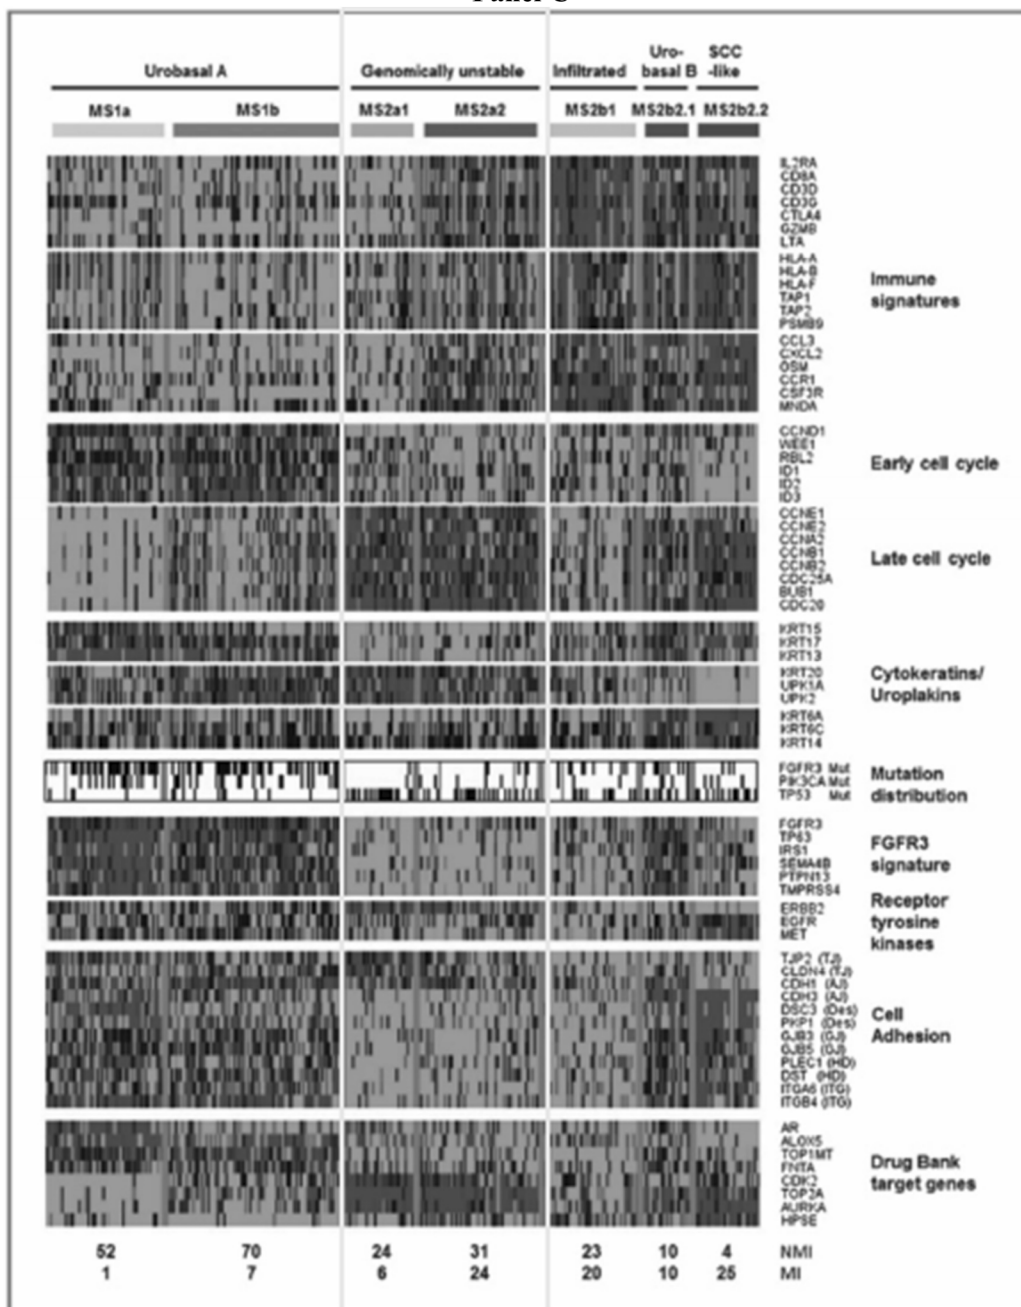 Urobasal A Genomically unstable Infiltrated Uro-basal B SCC-like
MS1a MS1b MS2a1 MS2a2 MS2b1 MS2b2.1 MS2b2.2
IL2RA
CD8A
CD3D
CD3G
CTLA4
GZMB
LTA
HLA-A
HLA-B
HLA-F
TAP1
TAP2
PSMB9
Immune
signatures
CCL3
CXCL2
OSM
CCR1
CSF3R
MNDA
CCND1
WEE1
RBL2
ID1
ID2
ID3
Early cell cycle
CCNE1
CCNE2
CCNA2
CCNB1
CCNB2
CDC25A
BUB1
CDC20
Late cell cycle
KRT15
KRT17
KRT13
KRT20
UPK1A
UPK2
Cytokeratins/
Uroplakins
KRT6A
KRT6C
KRT14
FGFR3 Mut
PIK3CA Mut
TP53 Mut
Mutation
distribution
FGFR3
TP63
IRS1
SEMA4B
PTPN13
TMPRSS4
FGFR3
signature
ERBB2
EGFR
MET
Receptor
tyrosine
kinases
TJP2 (TJ)
CLDN4 (TJ)
CDH1 (AJ)
CDH3 (AJ)
DSC3 (Des)
PKP1 (Des)
GJB3 (GJ)
GJB5 (GJ)
PLEC1 (HD)
DST (HD)
ITGA6 (ITG)
ITGB4 (ITG)
Cell
Adhesion
AR
ALOX5
TOP1MT
FNTA
CDK2
TOP2A
AURKA
HPSE
Drug Bank
target genes
52 70 24 31 23 10 4 NMI
1 7 6 24 20 10 25 MI